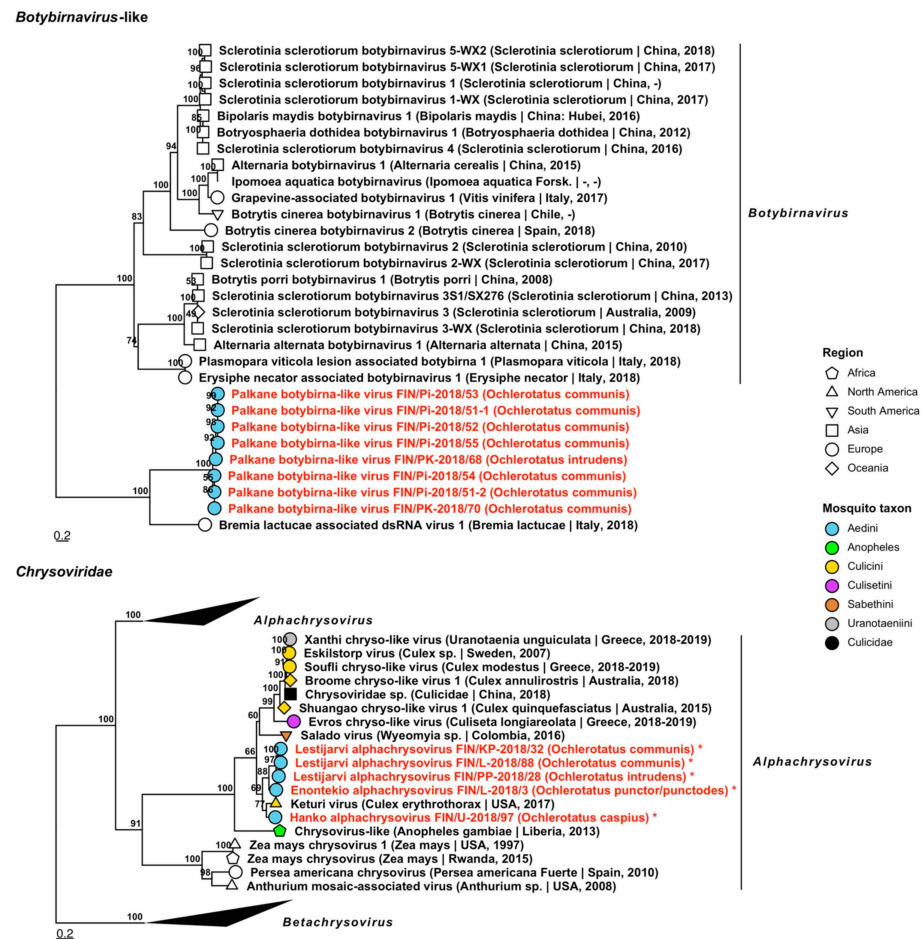 Botybirnavirus-like
100
Sclerotinia sclerotiorum botybirnavirus 5-WX2 (Sclerotinia sclerotiorum | China, 2018)
96
Sclerotinia sclerotiorum botybirnavirus 5-WX1 (Sclerotinia sclerotiorum | China, 2017)
100
Sclerotinia sclerotiorum botybirnavirus 1 (Sclerotinia sclerotiorum | China, -)
100
Sclerotinia sclerotiorum botybirnavirus 1-WX (Sclerotinia sclerotiorum | China, 2017)
85
Bipolaris maydis botybirnavirus 1 (Bipolaris maydis | China: Hubei, 2016)
100
Botryosphaeria dothidea botybirnavirus 1 (Botryosphaeria dothidea | China, 2012)
94
Sclerotinia sclerotiorum botybirnavirus 4 (Sclerotinia sclerotiorum | China, 2016)
Alternaria botybirnavirus 1 (Alternaria cerealis | China, 2015)
100
Ipomoea aquatica botybirnavirus (Ipomoea aquatica Forsk. | -, -)
100
100
Grapevine-associated botybirnavirus 1 (Vitis vinifera | Italy, 2017)
83
Botrytis cinerea botybirnavirus 1 (Botrytis cinerea | Chile, -)
Botybirnavirus
Botrytis cinerea botybirnavirus 2 (Botrytis cinerea | Spain, 2018)
Sclerotinia sclerotiorum botybirnavirus 2 (Sclerotinia sclerotiorum | China, 2010)
100
Sclerotinia sclerotiorum botybirnavirus 2-WX (Sclerotinia sclerotiorum | China, 2017)
100
53
Botrytis porri botybirnavirus 1 (Botrytis porri | China, 2008)
100
Sclerotinia sclerotiorum botybirnavirus 3S1/SX276 (Sclerotinia sclerotiorum | China, 2013)
49
Sclerotinia sclerotiorum botybirnavirus 3 (Sclerotinia sclerotiorum | Australia, 2009)
100
Sclerotinia sclerotiorum botybirnavirus 3-WX (Sclerotinia sclerotiorum | China, 2018)
74
Alternaria alternata botybirnavirus 1 (Alternaria alternata | China, 2015)
100
Plasmopara viticola lesion associated botybirna 1 (Plasmopara viticola | Italy, 2018)
Erysiphe necator associated botybirnavirus 1 (Erysiphe necator | Italy, 2018)
99
Palkane botybirna-like virus FIN/Pi-2018/53 (Ochlerotatus communis)
92
Palkane botybirna-like virus FIN/Pi-2018/51-1 (Ochlerotatus communis)
98
Palkane botybirna-like virus FIN/Pi-2018/52 (Ochlerotatus communis)
92
Palkane botybirna-like virus FIN/Pi-2018/55 (Ochlerotatus communis)
100
Palkane botybirna-like virus FIN/PK-2018/68 (Ochlerotatus intrudens)
55
Palkane botybirna-like virus FIN/Pi-2018/54 (Ochlerotatus communis)
100
86
Palkane botybirna-like virus FIN/Pi-2018/51-2 (Ochlerotatus communis)
Palkane botybirna-like virus FIN/PK-2018/70 (Ochlerotatus communis)
Bremia lactucae associated dsRNA virus 1 (Bremia lactucae | Italy, 2018)
0.2
Region
Africa
North America
South America
Asia
Europe
Oceania
Mosquito taxon
Aedini
Anopheles
Culicini
Culisetini
Sabethini
Uranotaeniini
Culicidae
Chrysoviridae
100
Alphachrysovirus
100
Xanthi chryso-like virus (Uranotaenia unguiculata | Greece, 2018-2019)
100
Eskilstorp virus (Culex sp. | Sweden, 2007)
91
Soufli chryso-like virus (Culex modestus | Greece, 2018-2019)
100
Broome chryso-like virus 1 (Culex annulirostris | Australia, 2018)
100
Chrysoviridae sp. (Culicidae | China, 2018)
99
Shuangao chryso-like virus 1 (Culex quinquefasciatus | Australia, 2015)
60
Evros chryso-like virus (Culiseta longiareolata | Greece, 2018-2019)
Salado virus (Wyeomyia sp. | Colombia, 2016)
66
100
Lestijarvi alphachrysovirus FIN/KP-2018/32 (Ochlerotatus communis) *
97
Lestijarvi alphachrysovirus FIN/L-2018/88 (Ochlerotatus communis) *
Alphachrysovirus
88
Lestijarvi alphachrysovirus FIN/PP-2018/28 (Ochlerotatus intrudens) *
100
69
Enontekio alphachrysovirus FIN/L-2018/3 (Ochlerotatus punctor/punctodes) *
77
Keturi virus (Culex erythrothorax | USA, 2017)
Hanko alphachrysovirus FIN/U-2018/97 (Ochlerotatus caspius) *
91
Chrysovirus-like (Anopheles gambiae | Liberia, 2013)
100
Zea mays chrysovirus 1 (Zea mays | USA, 1997)
100
Zea mays chrysovirus (Zea mays | Rwanda, 2015)
98
Persea americana chrysovirus (Persea americana Fuerte | Spain, 2010)
Anthurium mosaic-associated virus (Anthurium sp. | USA, 2008)
100
Betachrysovirus
0.2